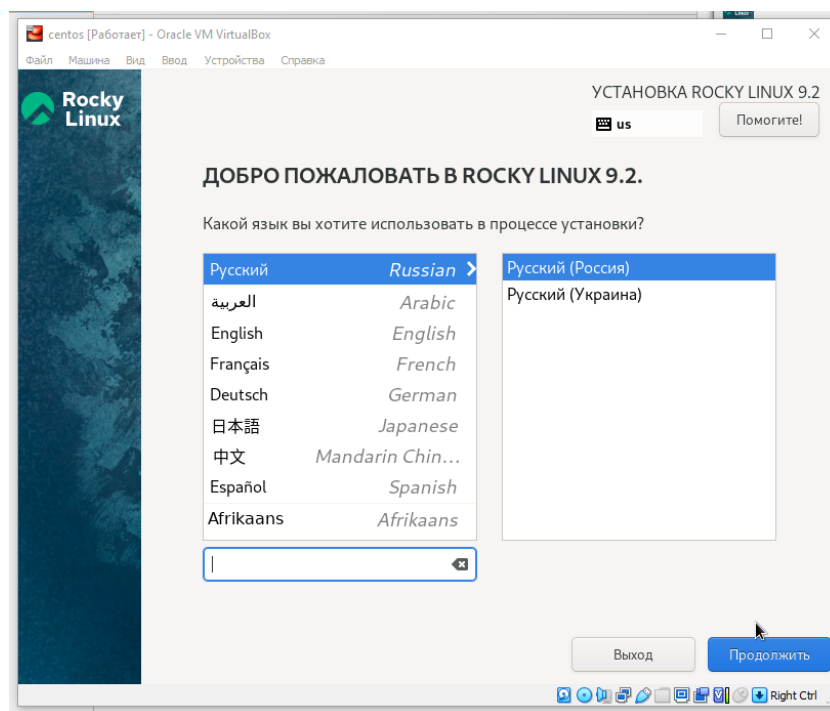 centos [Работает] - Oracle VM VirtualBox
Файл Машина Вид Ввод Устройства Справка
Rocky
Linux
УСТАНОВКА ROCKY LINUX 9.2
us
Помогите!
ДОБРО ПОЖАЛОВАТЬ В ROCKY LINUX 9.2.
Какой язык вы хотите использовать в процессе установки?
Русский Russian
العربية Arabic
English English
Français French
Deutsch German
日本語 Japanese
中文 Mandarin Chin...
Español Spanish
Afrikaans Afrikaans
Русский (Россия)
Русский (Украина)
Выход
Продолжить
Right Ctrl